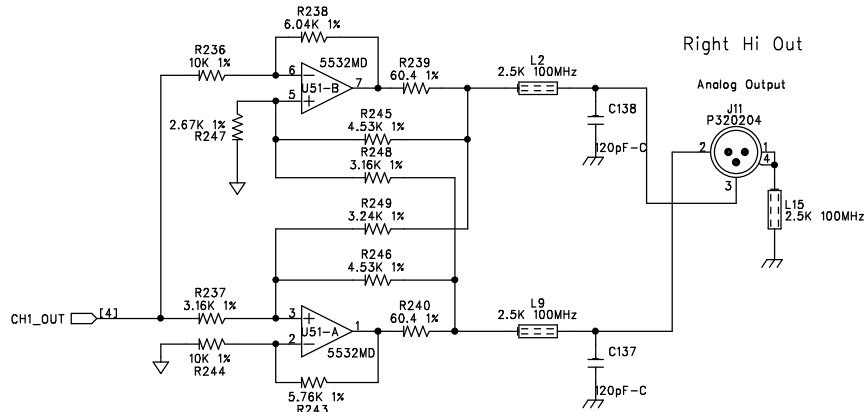 R238
6.04K 1%
R236
10K 1%
6
5
5532MD
U51-B
7
R239
60.4 1%
L2
2.5K 100MHz
Right Hi Out
Analog Output
J11
P320204
C138
120pF-C
2.67K 1%
R247
R245
4.53K 1%
R248
3.16K 1%
2
1
4
3
L15
2.5K 100MHz
R249
3.24K 1%
R246
4.53K 1%
R237
3.16K 1%
CH1_OUT
[4]
3
2
U51-A
1
5532MD
R240
60.4 1%
L9
2.5K 100MHz
10K 1%
R244
C137
120pF-C
5.76K 1%
R243